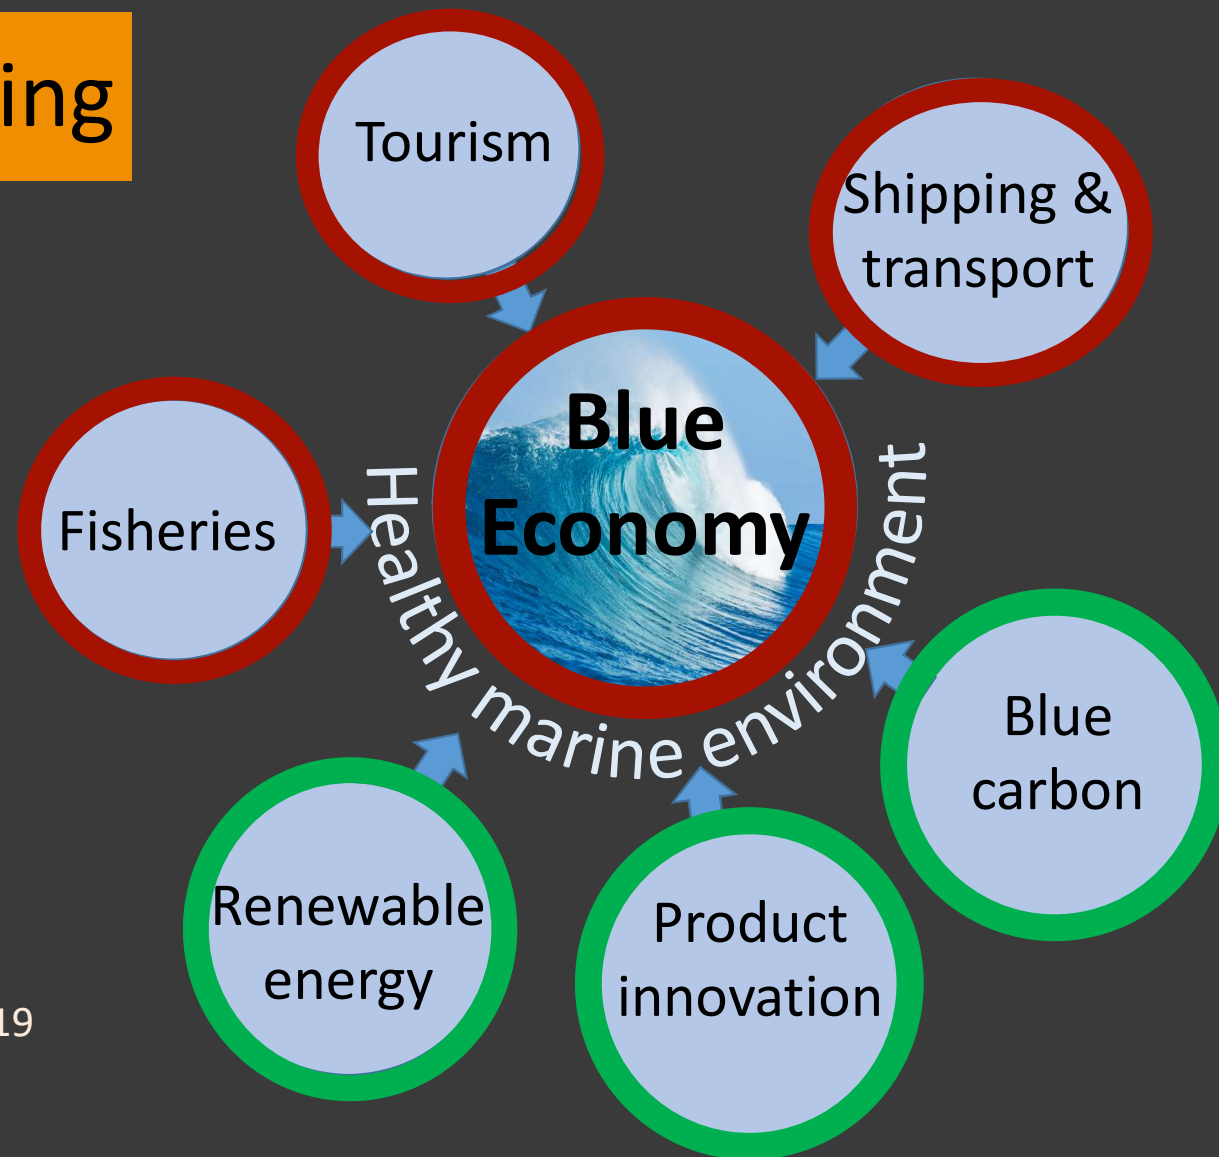 ing
Tourism
Shipping &
transport
Blue
Economy
Fisheries
Healthy marine environment
Blue
carbon
Renewable
energy
Product
innovation
19